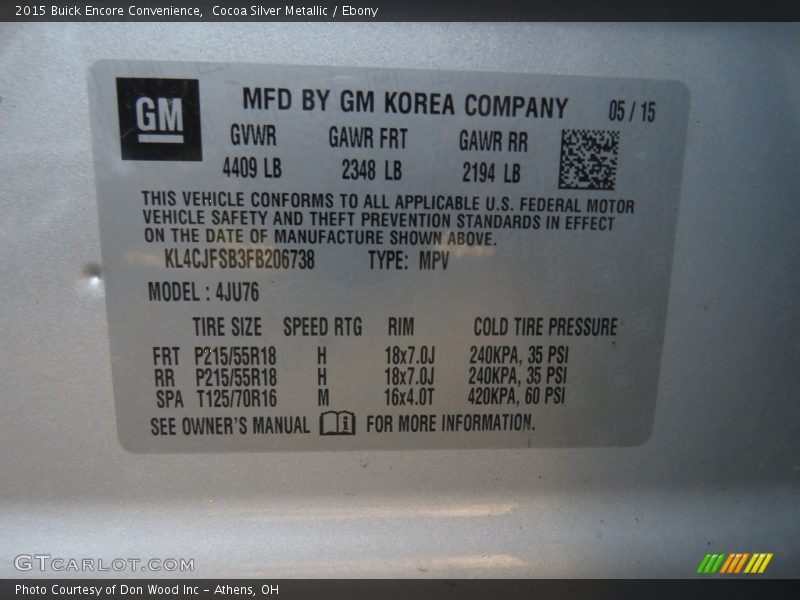 2015 Buick Encore Convenience,  Cocoa Silver Metallic / Ebony
GM
MFD BY GM KOREA COMPANY 05 / 15
GVWR GAWR FRT GAWR RR
4409 LB 2348 LB 2194 LB
THIS VEHICLE CONFORMS TO ALL APPLICABLE U.S. FEDERAL MOTOR
VEHICLE SAFETY AND THEFT PREVENTION STANDARDS IN EFFECT
ON THE DATE OF MANUFACTURE SHOWN ABOVE.
KL4CJFSB3FB206738 TYPE: MPV
MODEL : 4JU76
TIRE SIZE SPEED RTG RIM COLD TIRE PRESSURE
FRT P215/55R18 H 18x7.0J 240KPA, 35 PSI
RR P215/55R18 H 18x7.0J 240KPA, 35 PSI
SPA T125/70R16 M 16x4.0T 420KPA, 60 PSI
SEE OWNER'S MANUAL FOR MORE INFORMATION.
GTCARLOT.COM
Photo Courtesy of Don Wood Inc – Athens, OH